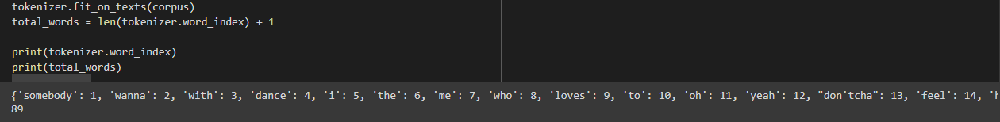 tokenizer.fit_on_texts(corpus)
total_words = len(tokenizer.word_index) + 1
print(tokenizer.word_index)
print(total_words)
{'somebody': 1, 'wanna': 2, 'with': 3, 'dance': 4, 'i': 5, 'the': 6, 'me': 7, 'who': 8, 'loves': 9, 'to': 10, 'oh': 11, 'yeah': 12, "don'tcha": 13, 'feel': 14,
89